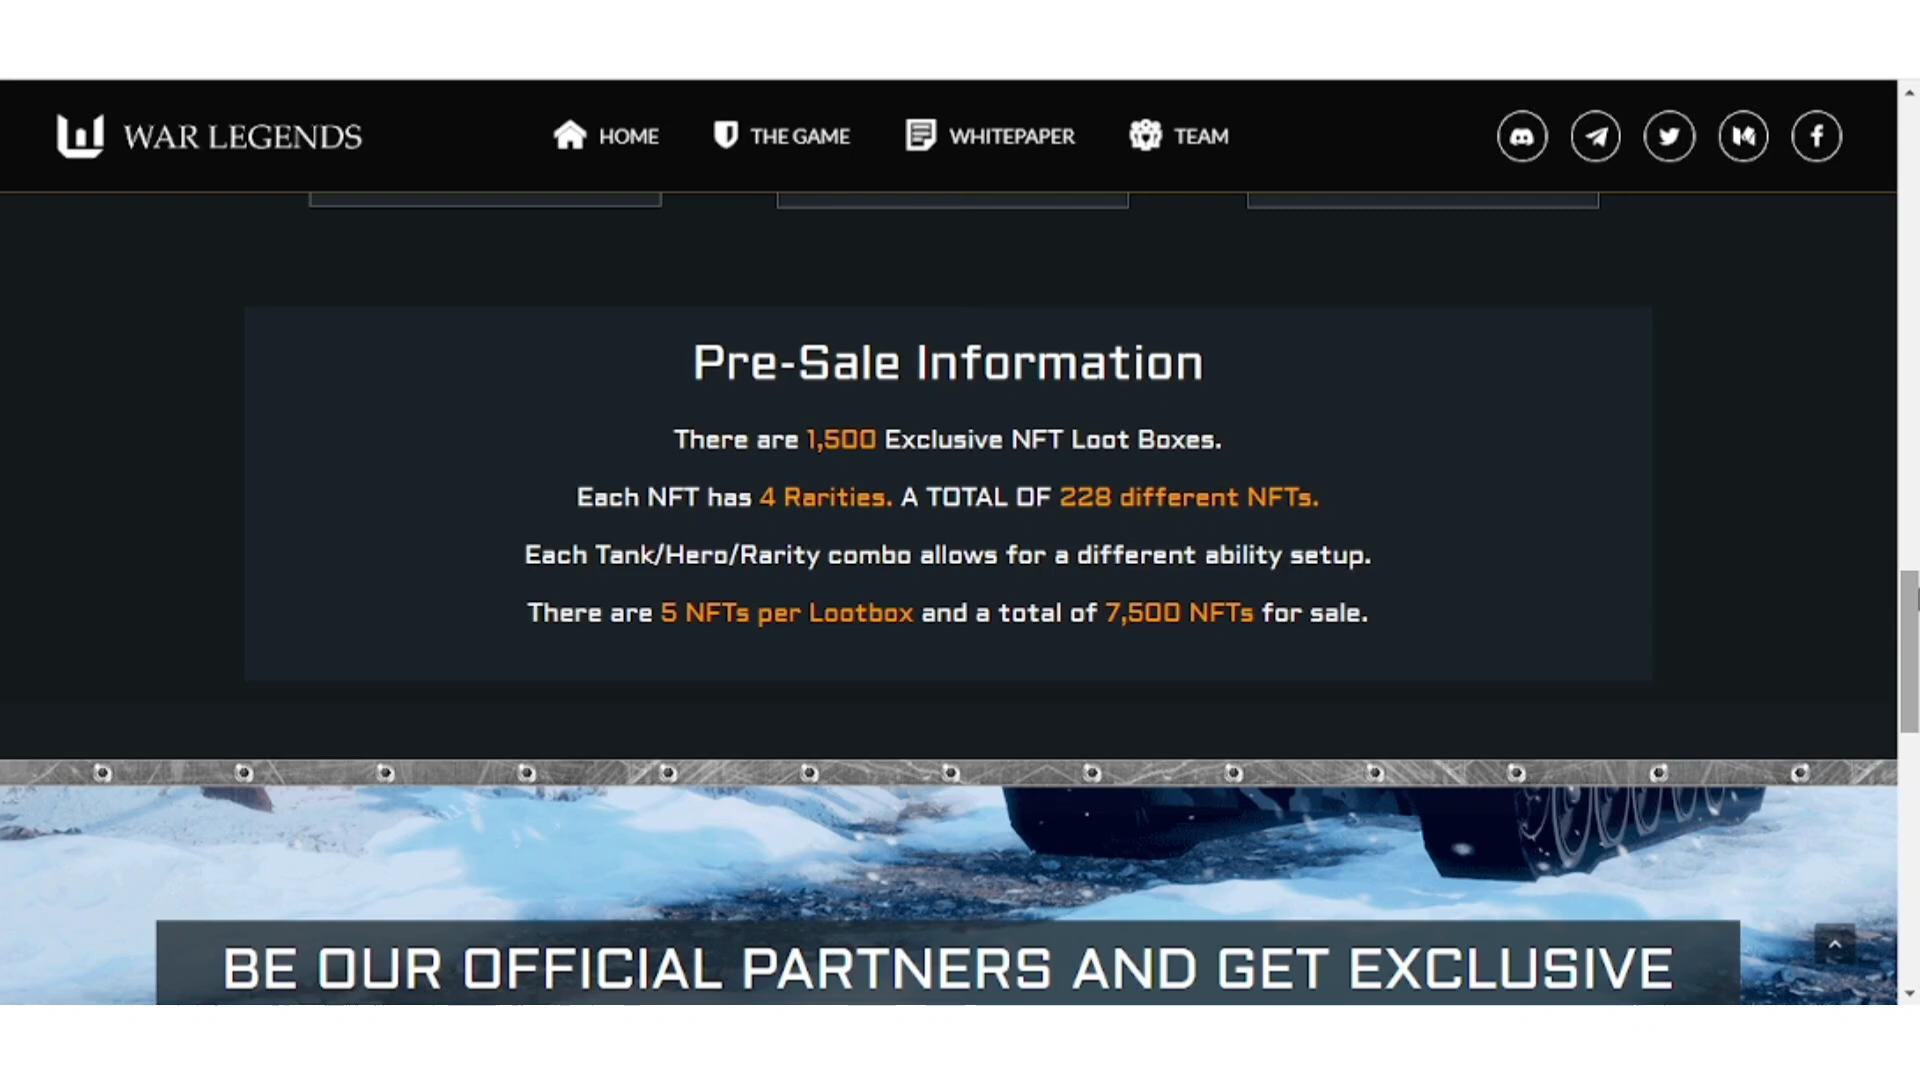 WAR LEGENDS HOME THE GAME WHITEPAPER TEAM
Pre-Sale Information
There are 1,500 Exclusive NFT Loot Boxes.
Each NFT has 4 Rarities. A TOTAL OF 228 different NFTs.
Each Tank/Hero/Rarity combo allows for a different ability setup.
There are 5 NFTs per Lootbox and a total of 7,500 NFTs for sale.
BE OUR OFFICIAL PARTNERS AND GET EXCLUSIVE